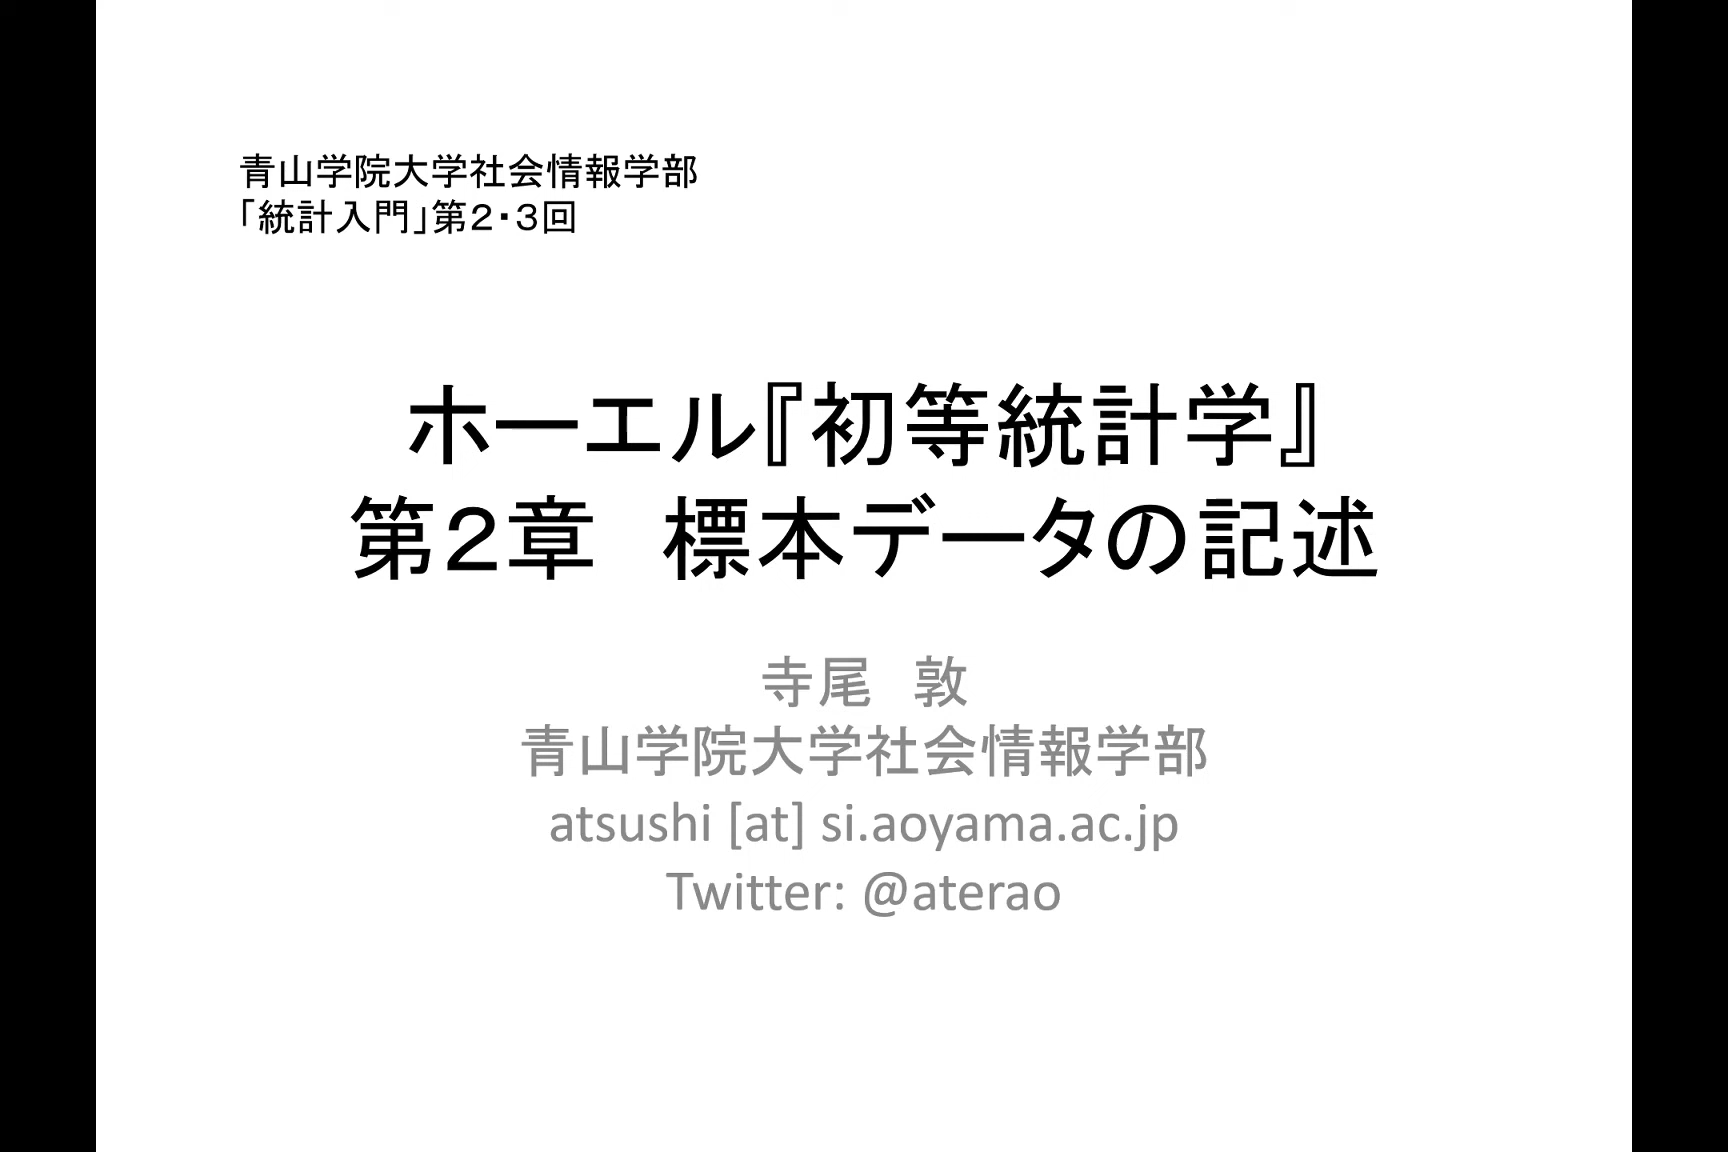 青山学院大学社会情報学部
「統計入門」第２・３回
ホーエル『初等統計学』
第２章　標本データの記述
寺尾　敦
青山学院大学社会情報学部
atsushi [at] si.aoyama.ac.jp
Twitter: @aterao